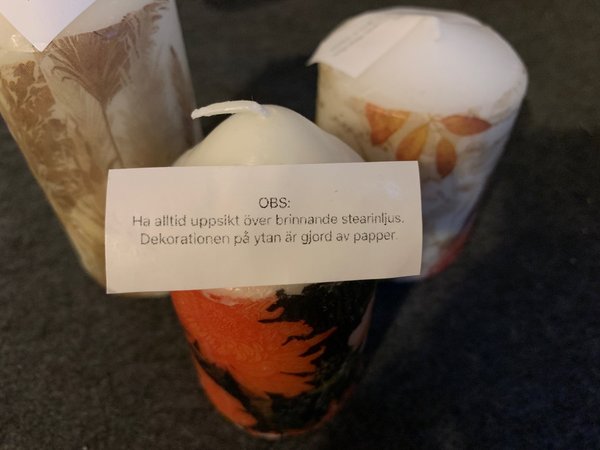 OBS:
Ha alltid uppsikt över brinnande stearinljus.
Dekorationen på ytan är gjord av papper.